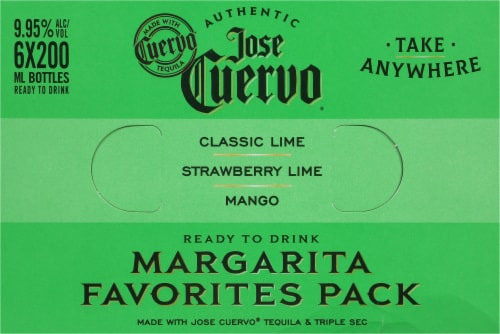 9.95% ALC/VOL
6X200
ML BOTTLES
READY TO DRINK
MADE WITH
Cuervo
TEQUILA
AUTHENTIC
Jose
Cuervo®
· TAKE ·
ANYWHERE
CLASSIC LIME
STRAWBERRY LIME
MANGO
READY TO DRINK
MARGARITA
FAVORITES PACK
MADE WITH JOSE CUERVO® TEQUILA & TRIPLE SEC